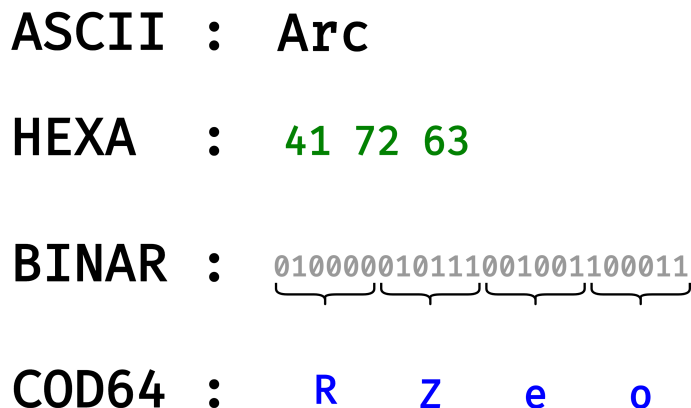 ASCII : Arc
HEXA : 41 72 63
BINAR : 010000010111001001100011
COD64 : R Z e o